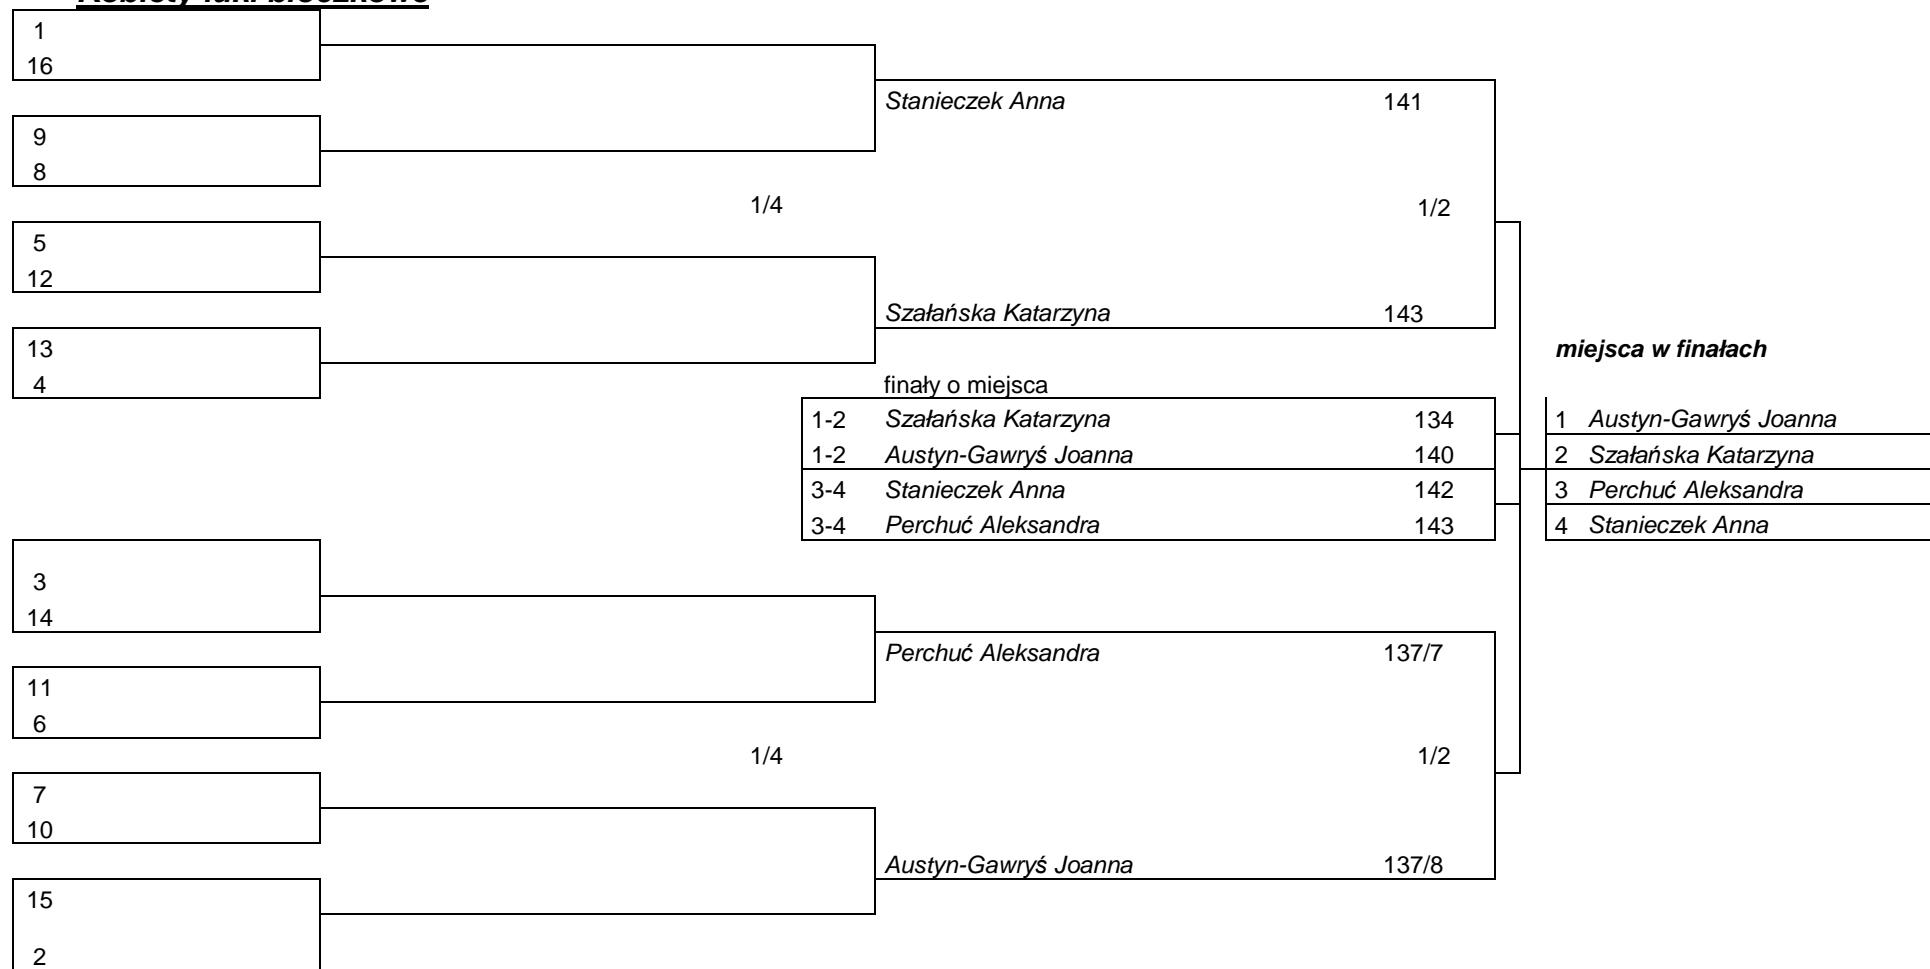 Kobiety łuki bloczkowe
1
16
Stanieczek Anna 141
9
8
1/4 1/2
5
12
Szałańska Katarzyna 143
13
miejsca w finałach
4
finały o miejsca
1-2 Szałańska Katarzyna 134
1 Austyn-Gawryś Joanna
1-2 Austyn-Gawryś Joanna 140
2 Szałańska Katarzyna
3-4 Stanieczek Anna 142
3 Perchuć Aleksandra
3-4 Perchuć Aleksandra 143
4 Stanieczek Anna
3
14
Perchuć Aleksandra 137/7
11
6
1/4 1/2
7
10
Austyn-Gawryś Joanna 137/8
15
2